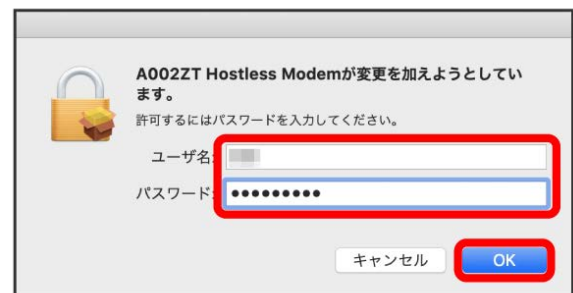 A002ZT Hostless Modemが変更を加えようとしてい
ます。
許可するにはパスワードを入力してください。
ユーザ名:
パスワード: •••••••••
キャンセル
OK